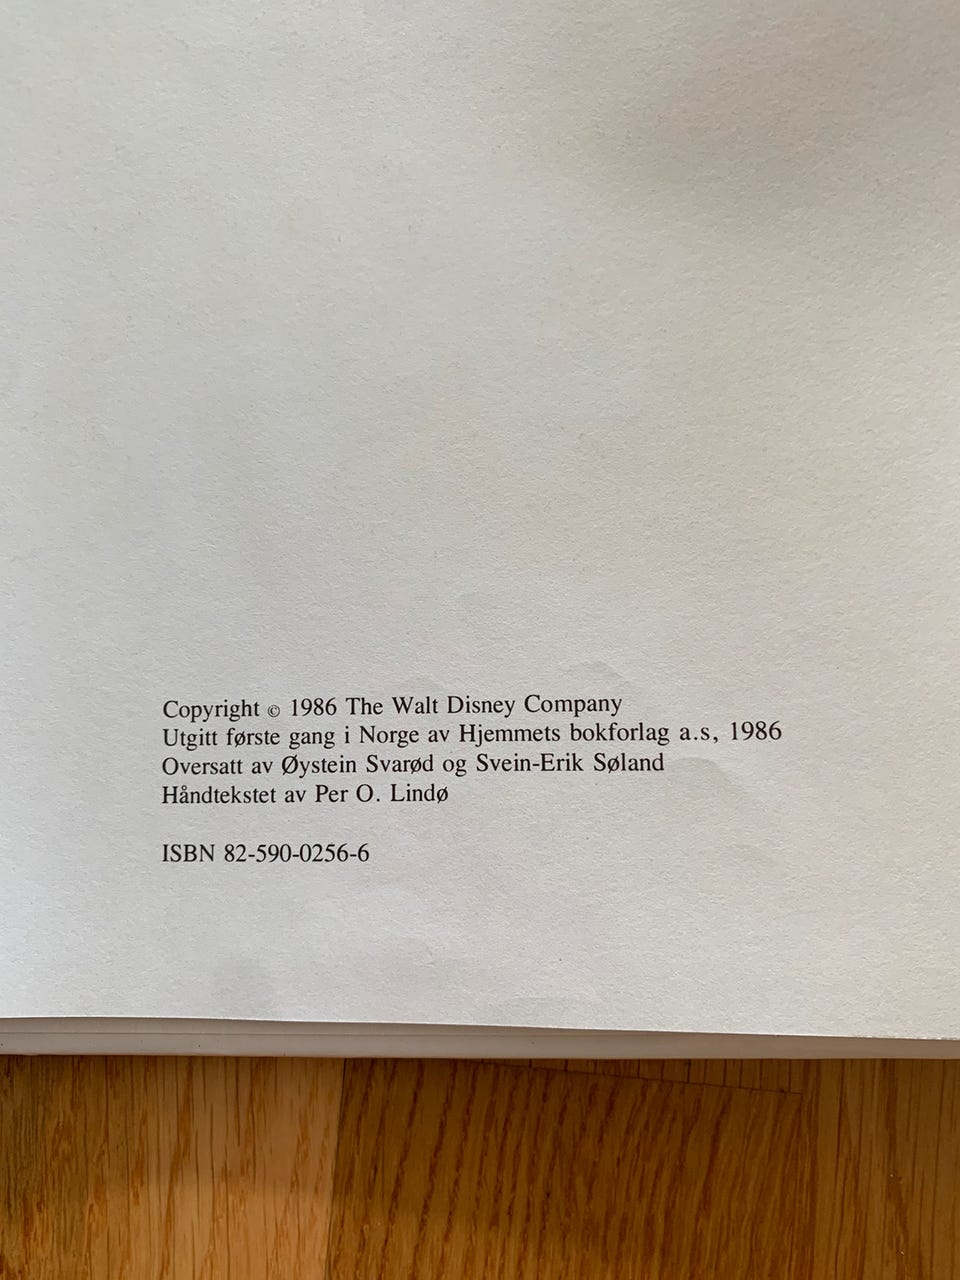 Copyright © 1986 The Walt Disney Company
Utgitt første gang i Norge av Hjemmets bokforlag a.s, 1986
Oversatt av Øystein Svarød og Svein-Erik Søland
Håndtekstet av Per O. Lindø
ISBN 82-590-0256-6